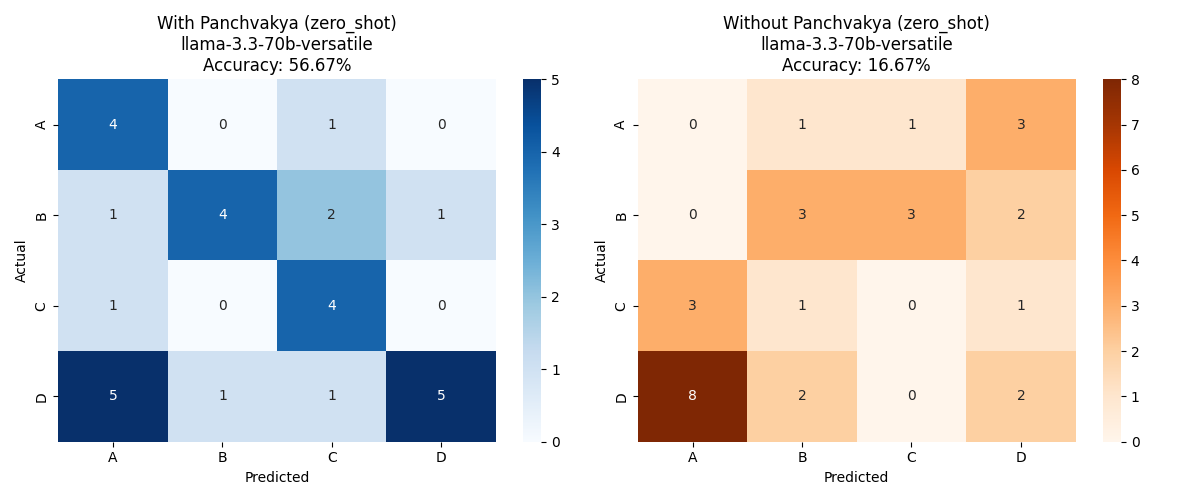 With Panchvakya (zero_shot)
llama-3.3-70b-versatile
Accuracy: 56.67%
Actual
A
4 0 1 0
B
1 4 2 1
C
1 0 4 0
D
5 1 1 5
A B C D
Predicted
5
4
3
2
1
0
Without Panchvakya (zero_shot)
llama-3.3-70b-versatile
Accuracy: 16.67%
Actual
A
0 1 1 3
B
0 3 3 2
C
3 1 0 1
D
8 2 0 2
A B C D
Predicted
8
7
6
5
4
3
2
1
0